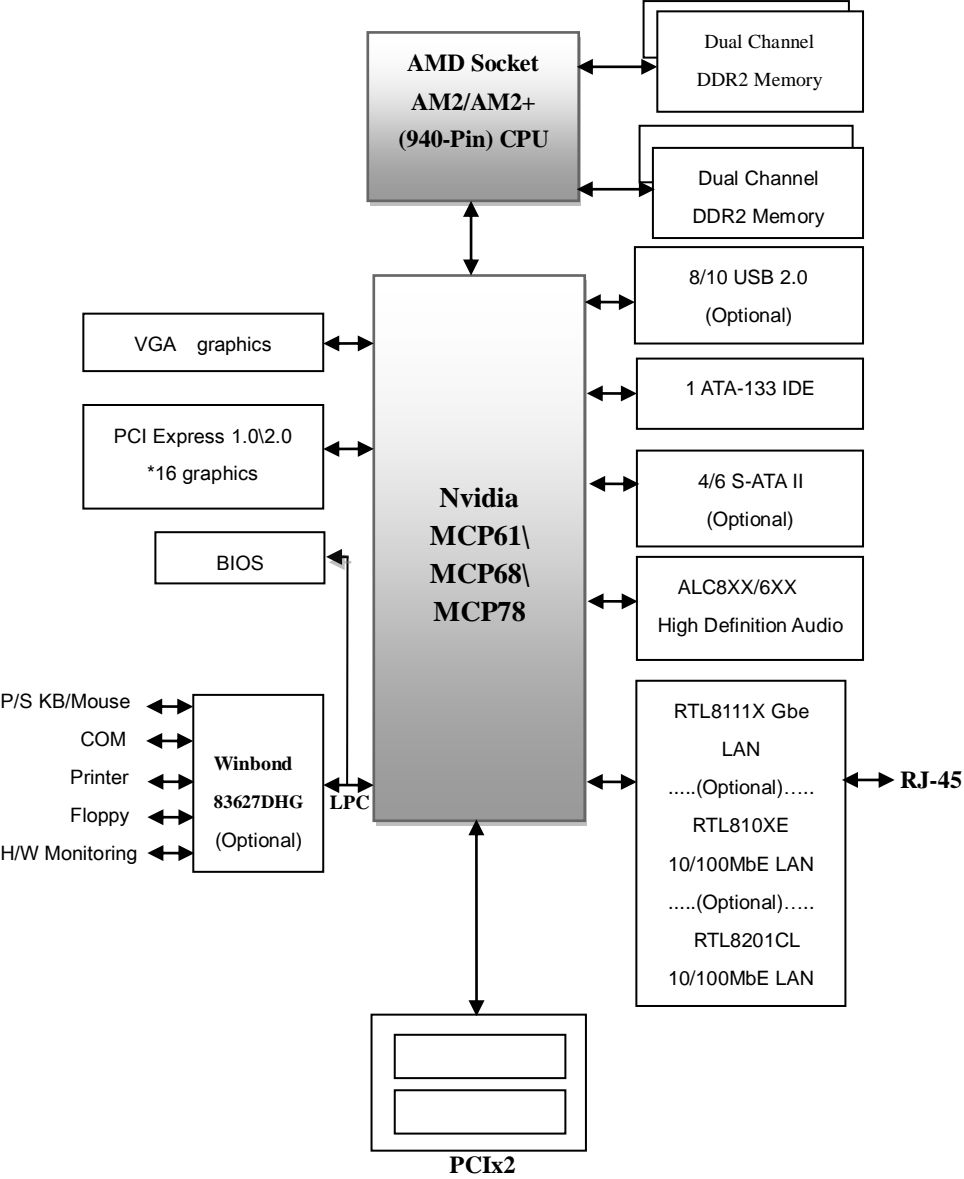 AMD Socket
AM2/AM2+
(940-Pin) CPU
Dual Channel
DDR2 Memory
Dual Channel
DDR2 Memory
VGA graphics
PCI Express 1.0\2.0
*16 graphics
BIOS
Nvidia
MCP61\
MCP68\
MCP78
8/10 USB 2.0
(Optional)
1 ATA-133 IDE
4/6 S-ATA II
(Optional)
ALC8XX/6XX
High Definition Audio
P/S KB/Mouse
COM
Printer
Floppy
H/W Monitoring
Winbond
83627DHG
(Optional)
LPC
RTL8111X Gbe
LAN
.....(Optional)…..
RTL810XE
10/100MbE LAN
.....(Optional)…..
RTL8201CL
10/100MbE LAN
RJ-45
PCIx2